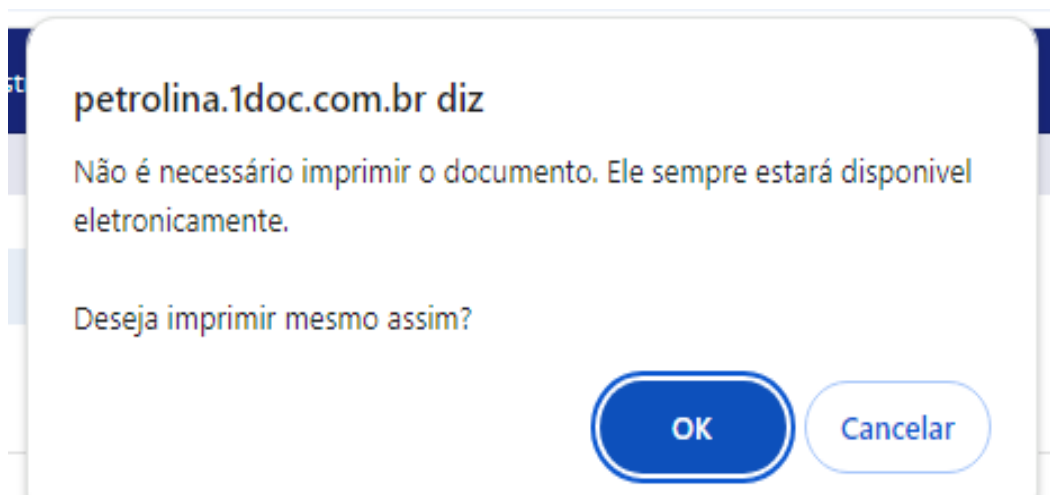 st
petrolina.1doc.com.br diz
Não é necessário imprimir o documento. Ele sempre estará disponivel
eletronicamente.
Deseja imprimir mesmo assim?
OK
Cancelar